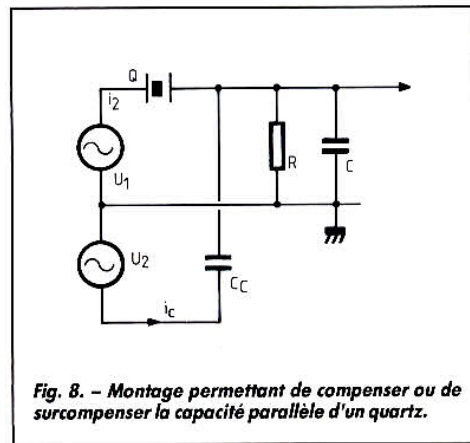 Q
i2
U1
R
C
U2
CC
ic
Fig. 8. – Montage permettant de compenser ou de
surcompenser la capacité parallèle d'un quartz.